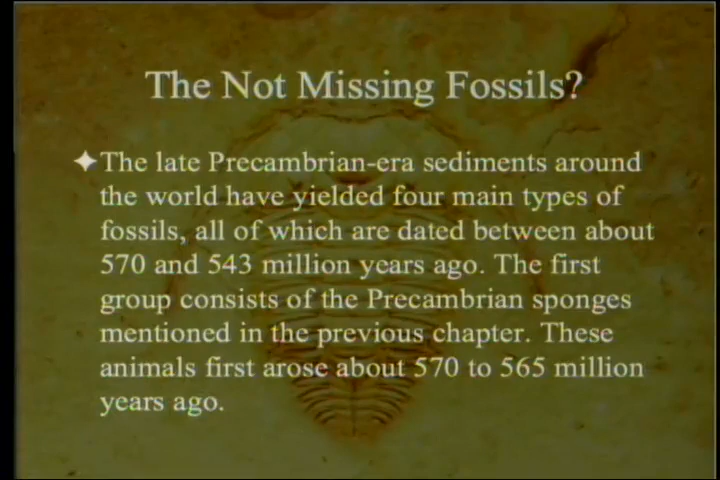 The Not Missing Fossils?
✦The late Precambrian-era sediments around
the world have yielded four main types of
fossils, all of which are dated between about
570 and 543 million years ago. The first
group consists of the Precambrian sponges
mentioned in the previous chapter. These
animals first arose about 570 to 565 million
years ago.